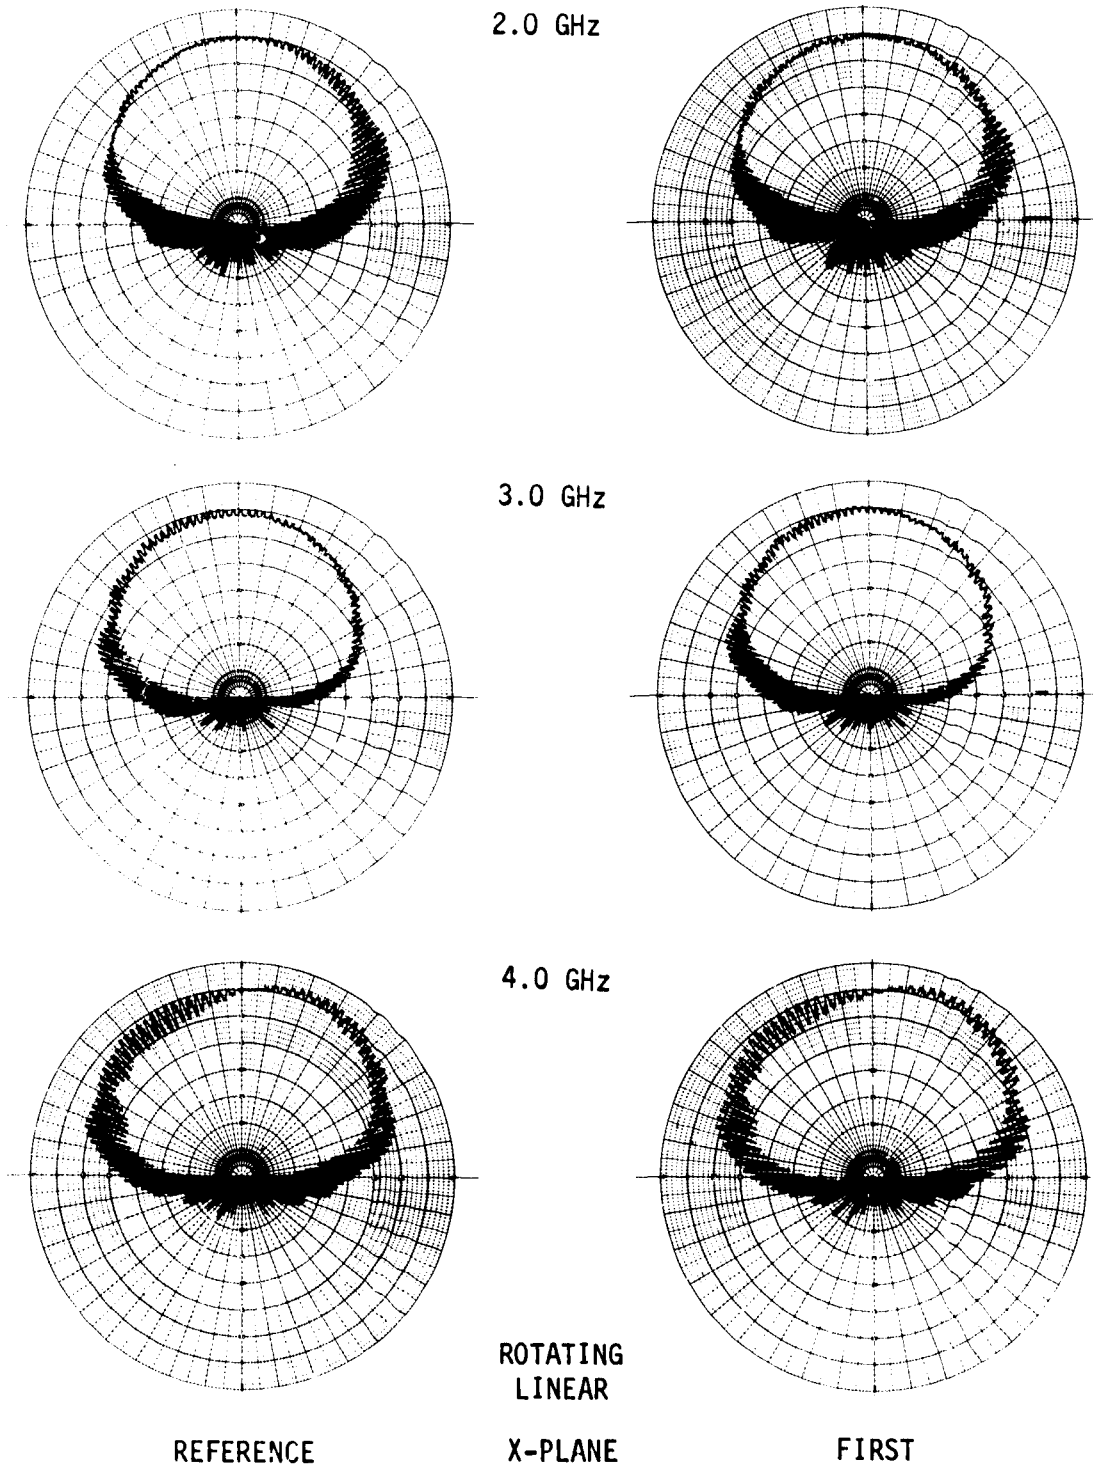 2.0 GHz
3.0 GHz
4.0 GHz
ROTATING
LINEAR
REFERENCE X-PLANE FIRST